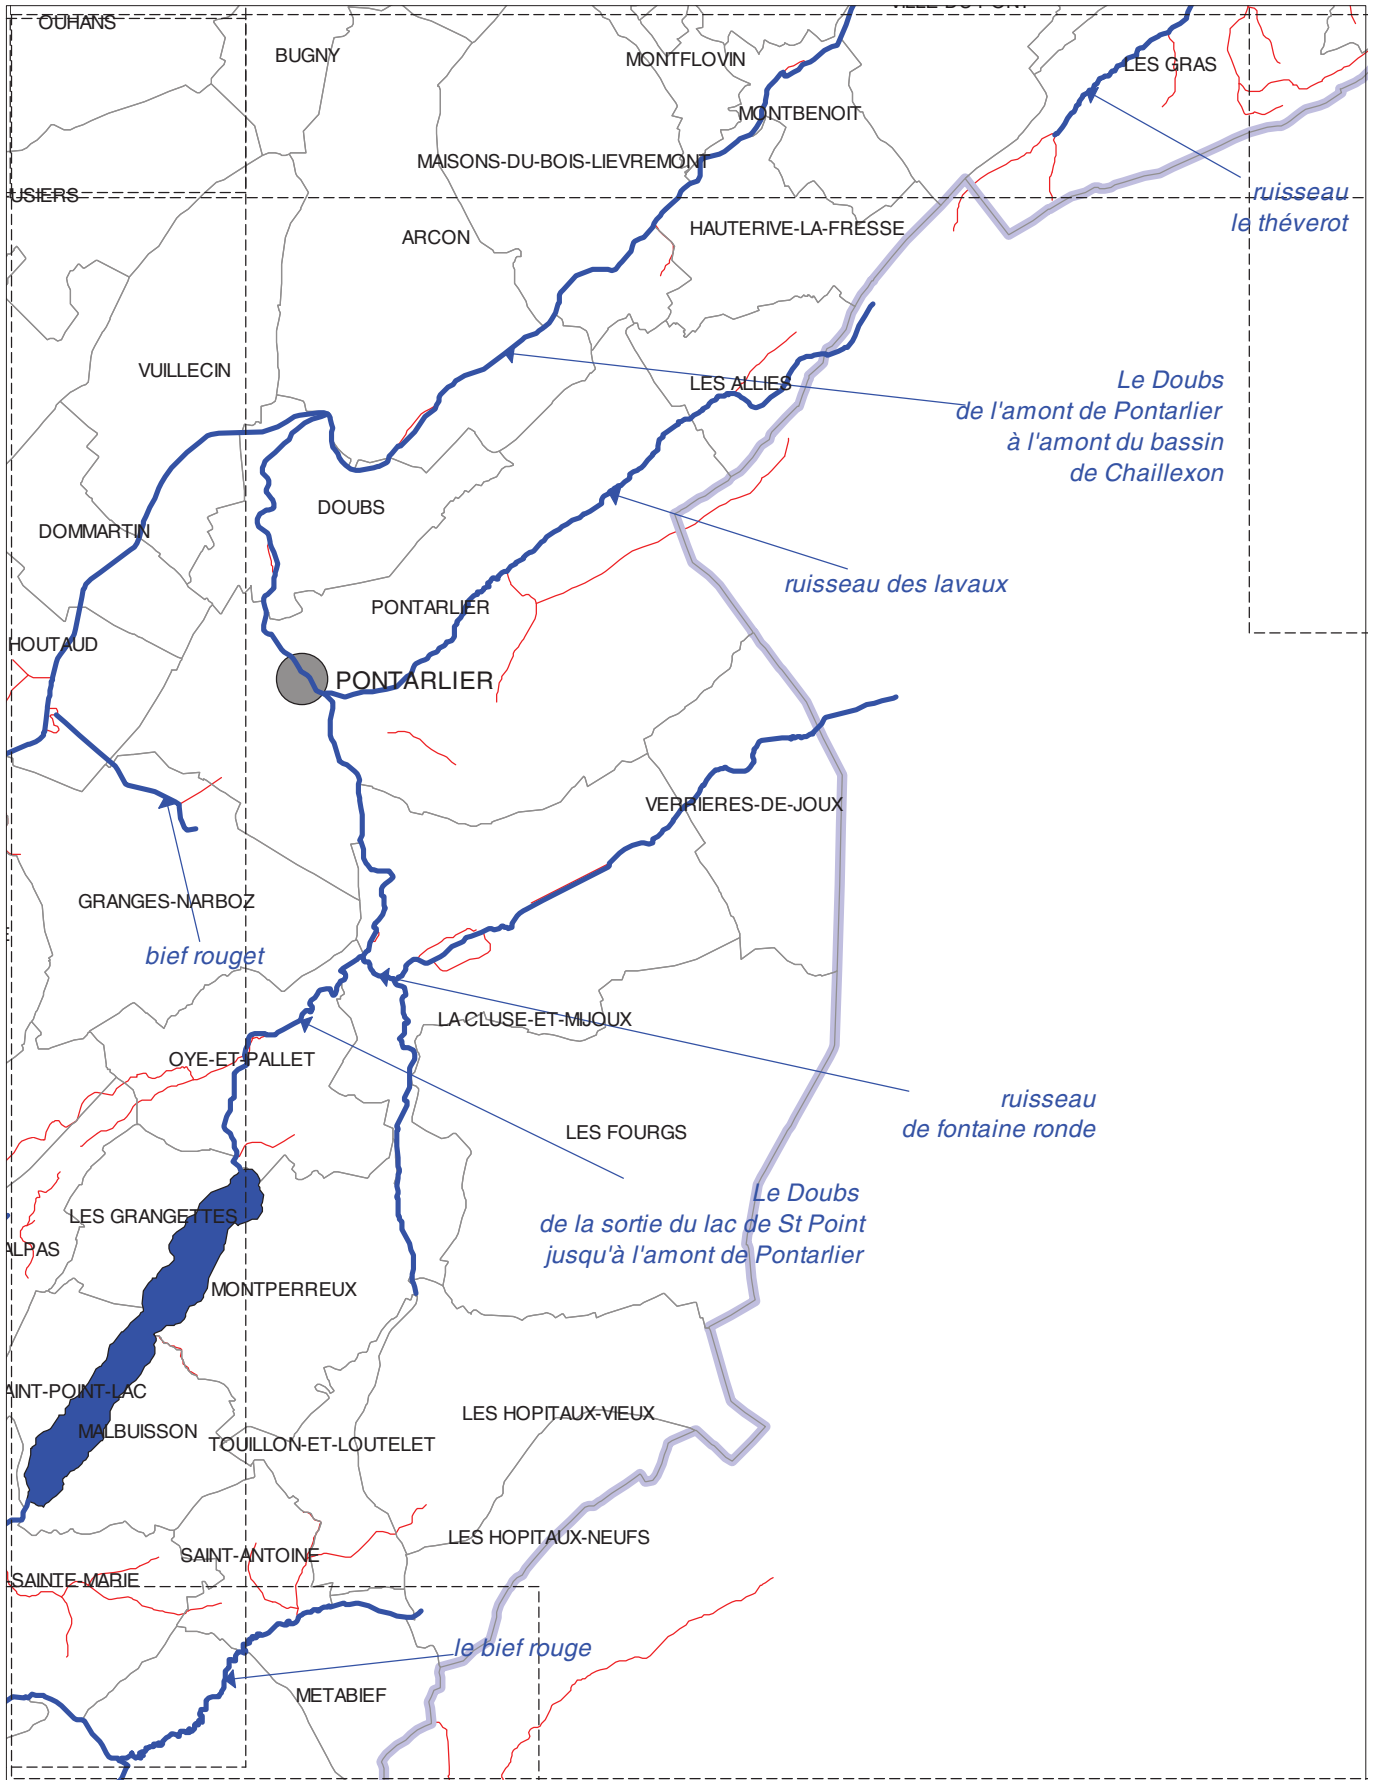 OUHANS
BUGNY
MONTFLOVIN
LES GRAS
MONTBENOIT
MAISONS-DU-BOIS-LIEVREMONT
USIERS
ruisseau
le théverot
HAUTERIVE-LA-FRESSE
ARCON
VUILLECIN
LES ALLIES
Le Doubs
de l'amont de Pontarlier
à l'amont du bassin
de Chaillexon
DOUBS
DOMMARTIN
ruisseau des lavaux
PONTARLIER
HOUTAUD
PONTARLIER
VERRIERES-DE-JOUX
GRANGES-NARBOZ
bief rouget
LA CLUSE-ET-MIJOUX
OYE-ET-PALLET
ruisseau
de fontaine ronde
LES FOURGS
Le Doubs
de la sortie du lac de St Point
jusqu'à l'amont de Pontarlier
LES GRANGETTES
ALPAS
MONTPERREUX
AINT-POINT-LAC
MALBUISSON
LES HOPITAUX-VIEUX
TOUILLON-ET-LOUTELET
LES HOPITAUX-NEUFS
SAINT-ANTOINE
SAINTE-MARIE
le bief rouge
METABIEF